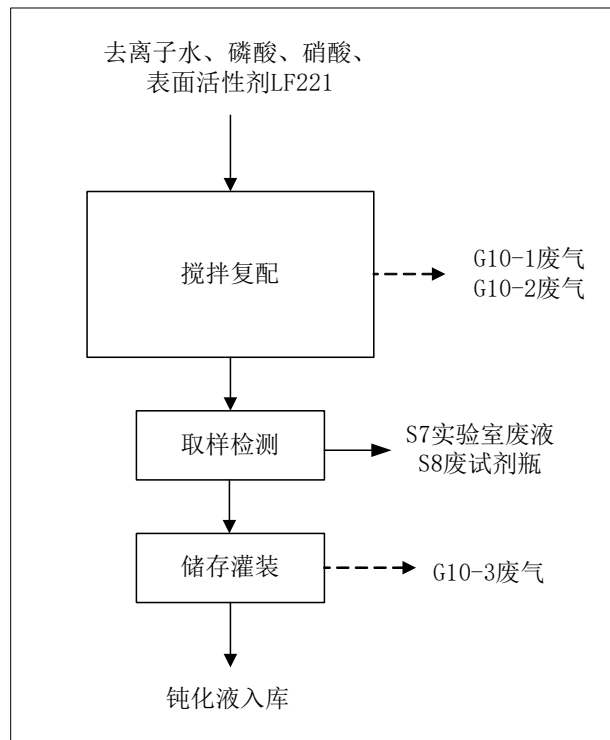 去离子水、磷酸、硝酸、
表面活性剂LF221
搅拌复配
G10-1废气
G10-2废气
取样检测
S7实验室废液
S8废试剂瓶
储存灌装
G10-3废气
钝化液入库